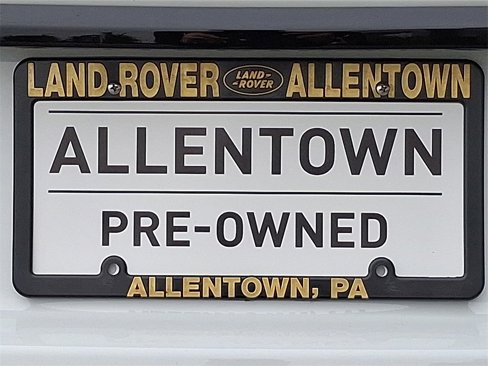 LAND ROVER LAND-ROVER ALLENTOWN
ALLENTOWN
PRE-OWNED
ALLENTOWN, PA